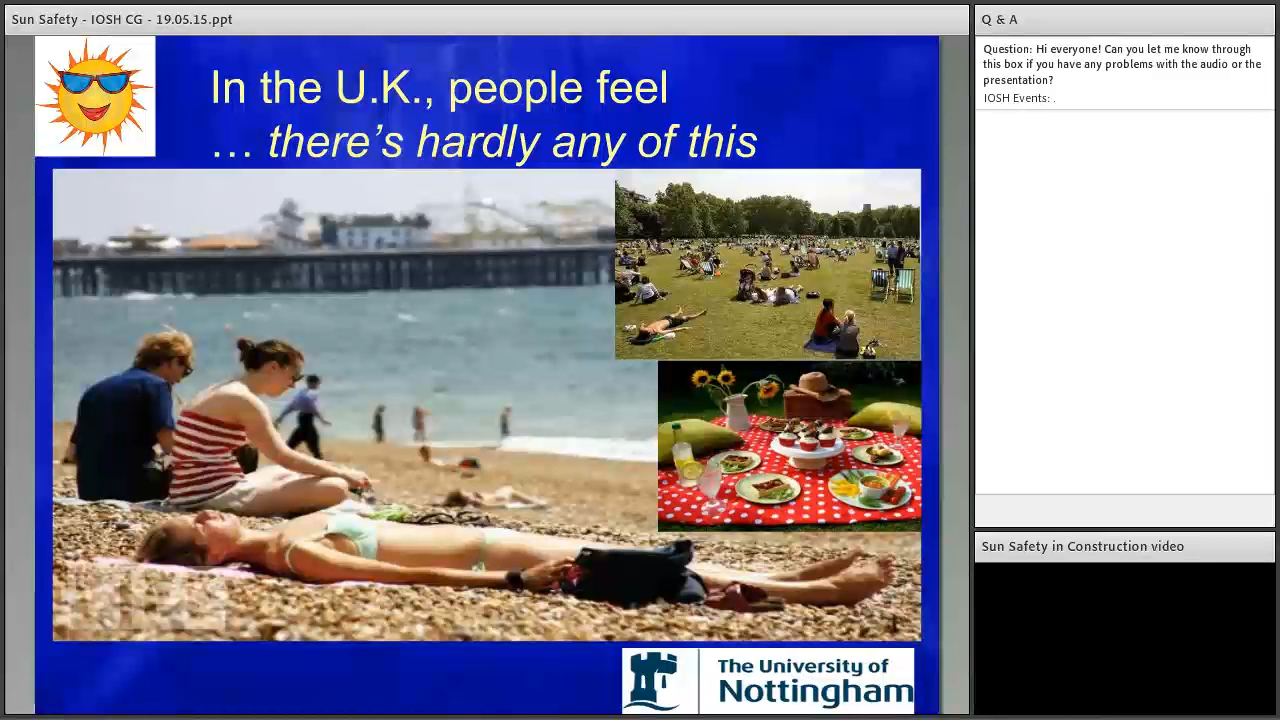 Sun Safety - IOSH CG - 19.05.15.ppt
In the U.K., people feel
… there’s hardly any of this
The University of
Nottingham
Q & A
Question: Hi everyone! Can you let me know through
this box if you have any problems with the audio or the
presentation?
IOSH Events: .
Sun Safety in Construction video